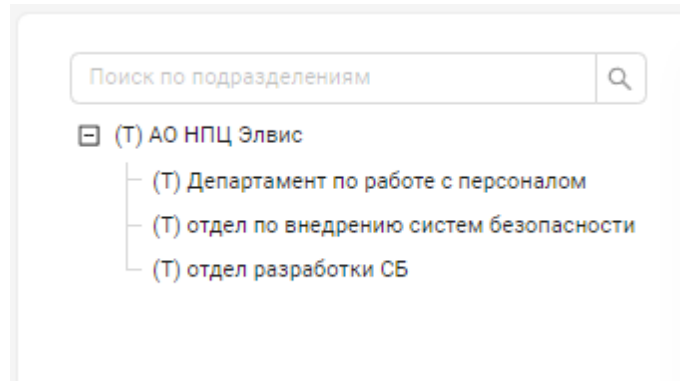 Поиск по подразделениям
(Т) АО НПЦ Элвис
(Т) Департамент по работе с персоналом
(Т) отдел по внедрению систем безопасности
(Т) отдел разработки СБ